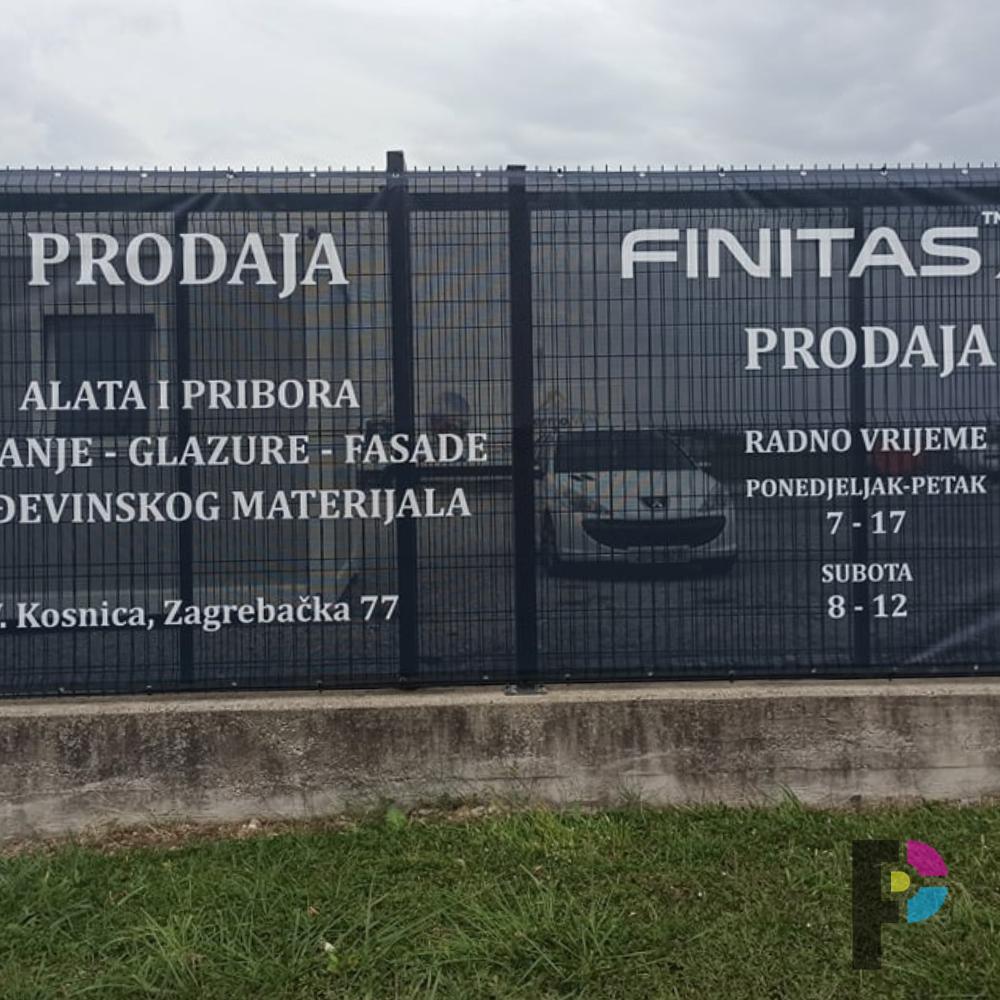 PRODAJA
ALATA I PRIBORA
ANJE - GLAZURE - FASADE
ĐEVINSKOG MATERIJALA
. Kosnica, Zagrebačka 77
FINITAS™
PRODAJA
RADNO VRIJEME
PONEDJELJAK-PETAK
7 - 17
SUBOTA
8 - 12